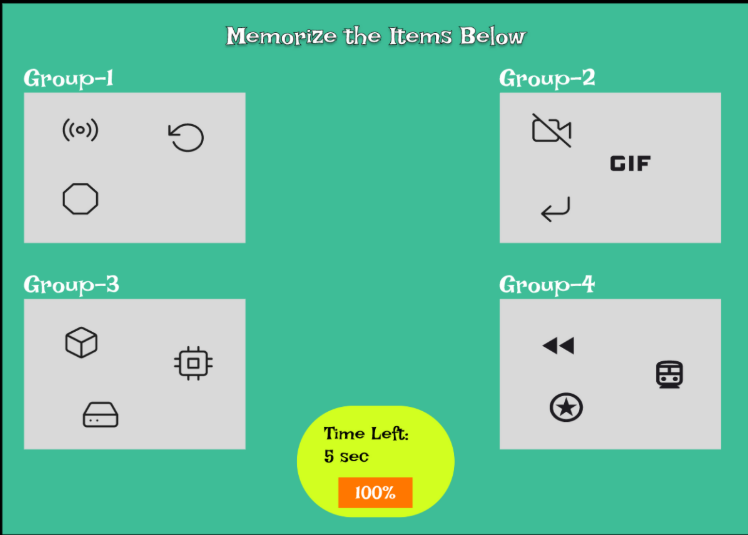 Memorize the Items Below
Group-1
Group-2
GIF
Group-3
Group-4
Time Left:
5 sec
100%